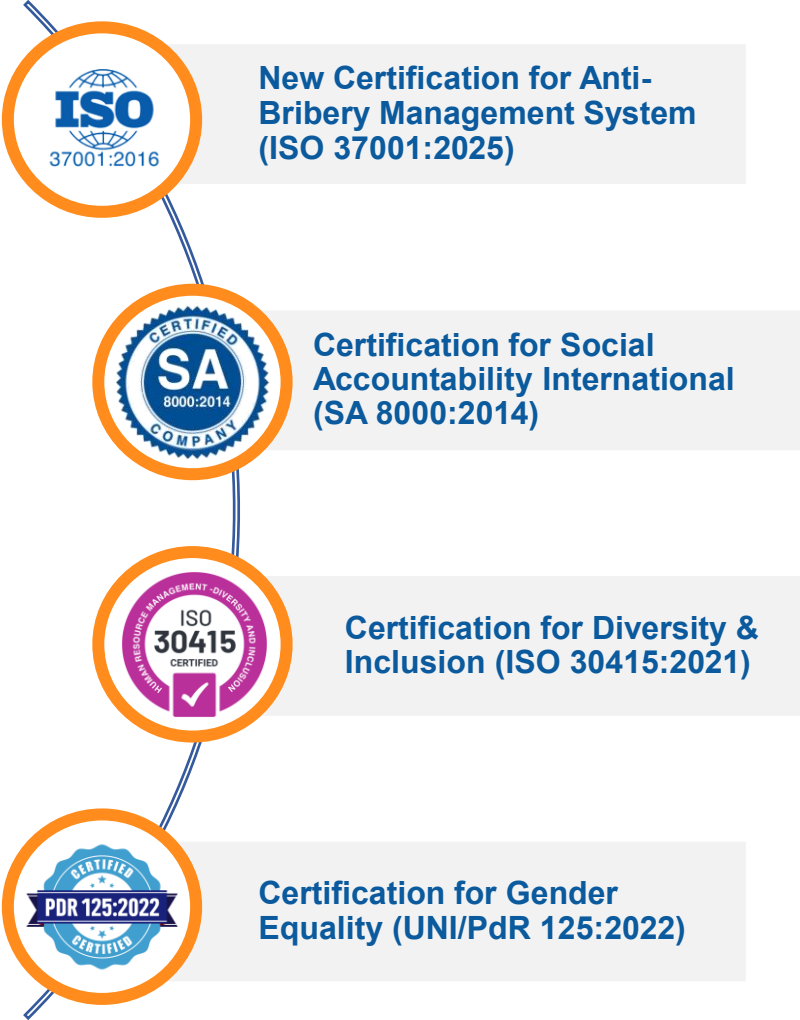 ISO
37001:2016
New Certification for Anti-
Bribery Management System
(ISO 37001:2025)
CERTIFIED
SA
8000:2014
COMPANY
Certification for Social
Accountability International
(SA 8000:2014)
HUMAN RESOURCE MANAGEMENT -DIVERSITY AND INCLUSION
ISO
30415
CERTIFIED
Certification for Diversity &
Inclusion (ISO 30415:2021)
CERTIFIED
PDR 125:2022
CERTIFIED
Certification for Gender
Equality (UNI/PdR 125:2022)